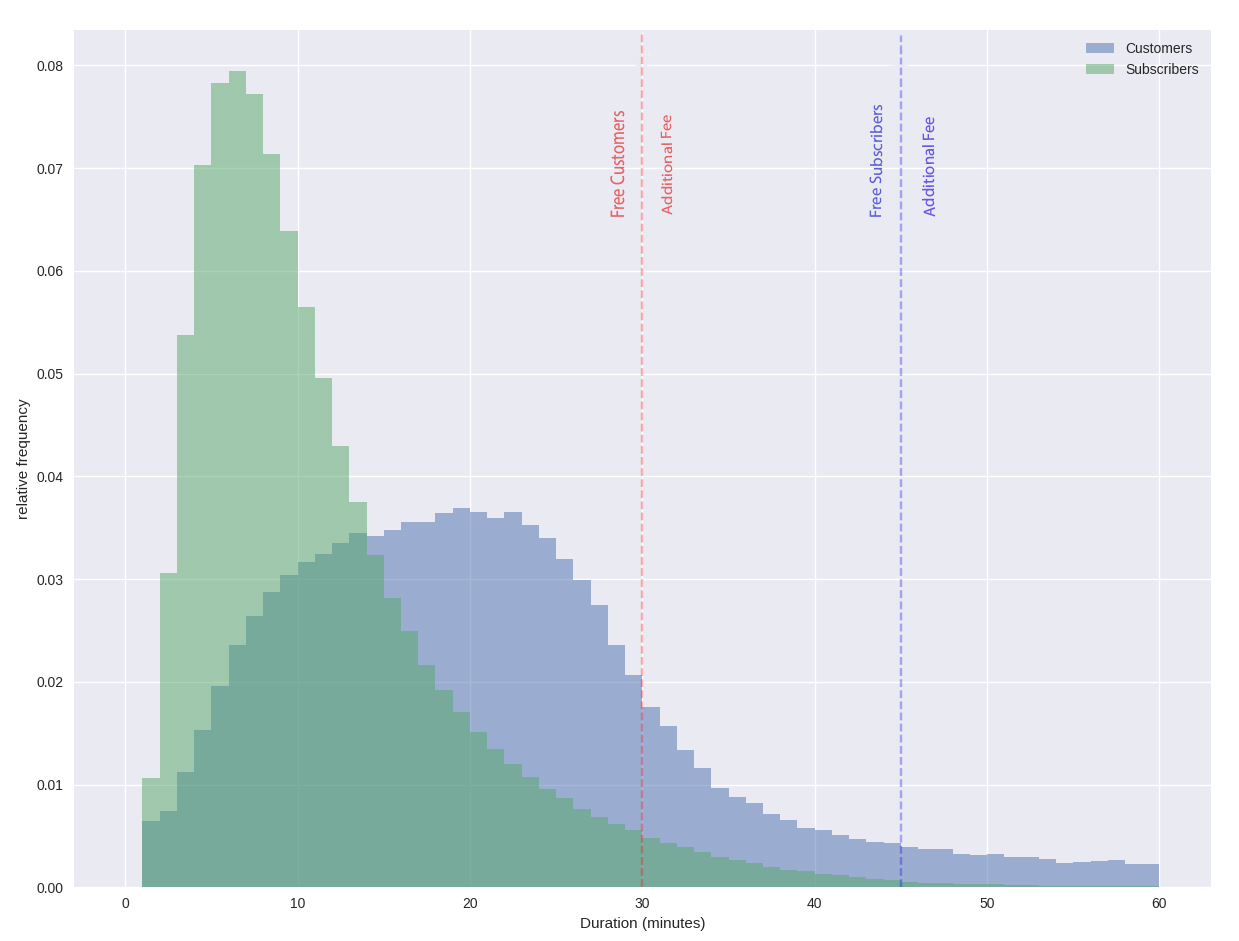 Customers
Subscribers
Free Customers
Additional Fee
Free Subscribers
Additional Fee
relative frequency
0.08
0.07
0.06
0.05
0.04
0.03
0.02
0.01
0.00
0 10 20 30 40 50 60
Duration (minutes)